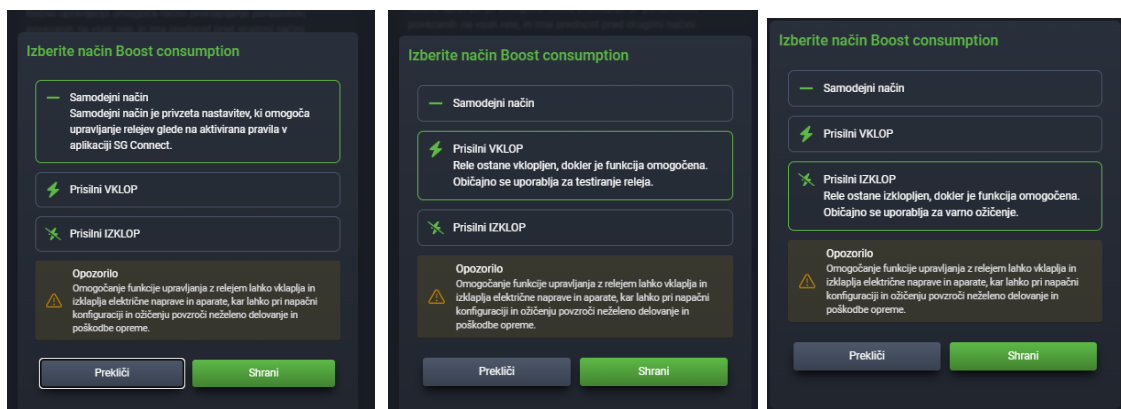 Izberite način Boost consumption
Samodejni način
Samodejni način je privzeta nastavitev, ki omogoča
upravljanje relejev glede na aktivirana pravila v
aplikaciji SG Connect.
Prisilni VKLOP
Prisilni IZKLOP
Opozorilo
Omogočanje funkcije upravljanja z relejem lahko vklaplja in
izklaplja električne naprave in aparate, kar lahko pri napačni
konfiguraciji in ožičenju povzroči neželeno delovanje in
poškodbe opreme.
Prekliči
Shrani
Izberite način Boost consumption
Samodejni način
Prisilni VKLOP
Rele ostane vklopljen, dokler je funkcija omogočena.
Običajno se uporablja za testiranje releja.
Prisilni IZKLOP
Opozorilo
Omogočanje funkcije upravljanja z relejem lahko vklaplja in
izklaplja električne naprave in aparate, kar lahko pri napačni
konfiguraciji in ožičenju povzroči neželeno delovanje in
poškodbe opreme.
Prekliči
Shrani
Izberite način Boost consumption
Samodejni način
Prisilni VKLOP
Prisilni IZKLOP
Rele ostane izklopljen, dokler je funkcija omogočena.
Običajno se uporablja za varno ožičenje.
Opozorilo
Omogočanje funkcije upravljanja z relejem lahko vklaplja in
izklaplja električne naprave in aparate, kar lahko pri napačni
konfiguraciji in ožičenju povzroči neželeno delovanje in
poškodbe opreme.
Prekliči
Shrani